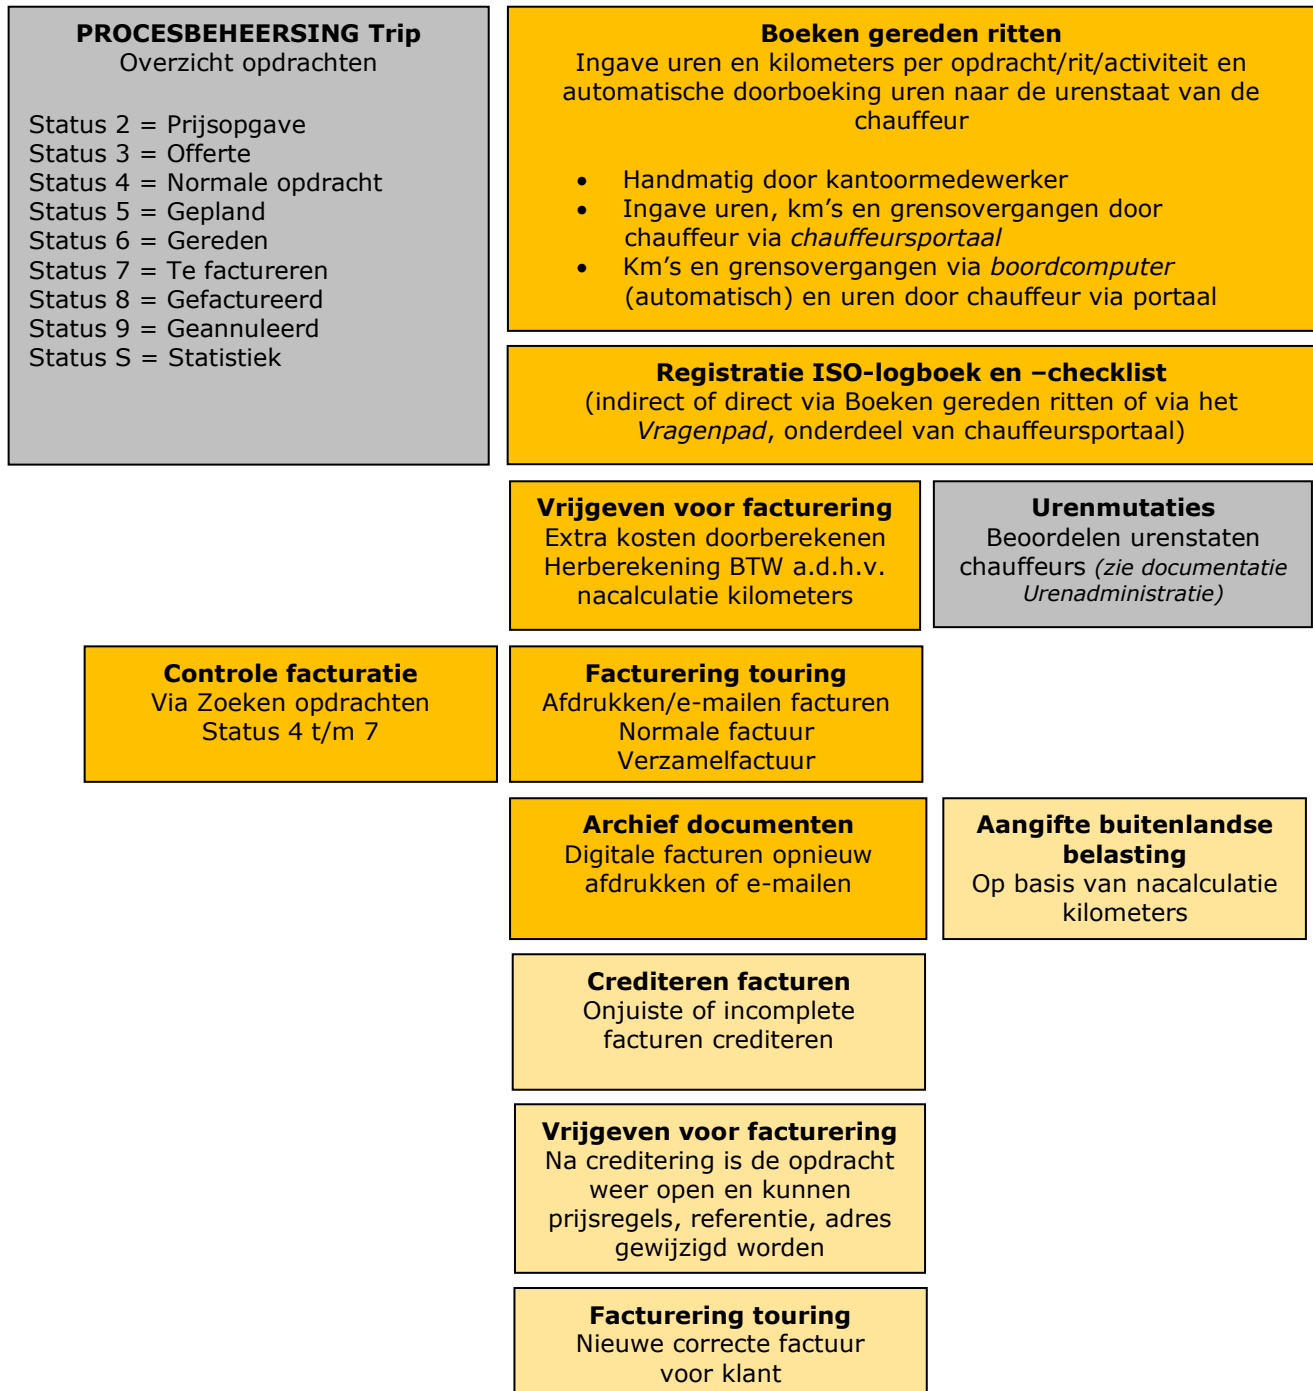 PROCESBEHEERSING Trip
Overzicht opdrachten
Status 2 = Prijsopgave
Status 3 = Offerte
Status 4 = Normale opdracht
Status 5 = Gepland
Status 6 = Gereden
Status 7 = Te factureren
Status 8 = Gefactureerd
Status 9 = Geannuleerd
Status S = Statistiek
Boeken gereden ritten
Ingave uren en kilometers per opdracht/rit/activiteit en
automatische doorboeking uren naar de urenstaat van de
chauffeur
• Handmatig door kantoormedewerker
• Ingave uren, km’s en grensovergangen door
chauffeur via chauffeursportaal
• Km’s en grensovergangen via boordcomputer
(automatisch) en uren door chauffeur via portaal
Registratie ISO-logboek en –checklist
(indirect of direct via Boeken gereden ritten of via het
Vragenpad, onderdeel van chauffeursportaal)
Vrijgeven voor facturering
Extra kosten doorberekenen
Herberekening BTW a.d.h.v.
nacalculatie kilometers
Urenmutaties
Beoordelen urenstaten
chauffeurs (zie documentatie
Urenadministratie)
Controle facturatie
Via Zoeken opdrachten
Status 4 t/m 7
Facturering touring
Afdrukken/e-mailen facturen
Normale factuur
Verzamelfactuur
Archief documenten
Digitale facturen opnieuw
afdrukken of e-mailen
Aangifte buitenlandse
belasting
Op basis van nacalculatie
kilometers
Crediteren facturen
Onjuiste of incomplete
facturen crediteren
Vrijgeven voor facturering
Na creditering is de opdracht
weer open en kunnen
prijsregels, referentie, adres
gewijzigd worden
Facturering touring
Nieuwe correcte factuur
voor klant